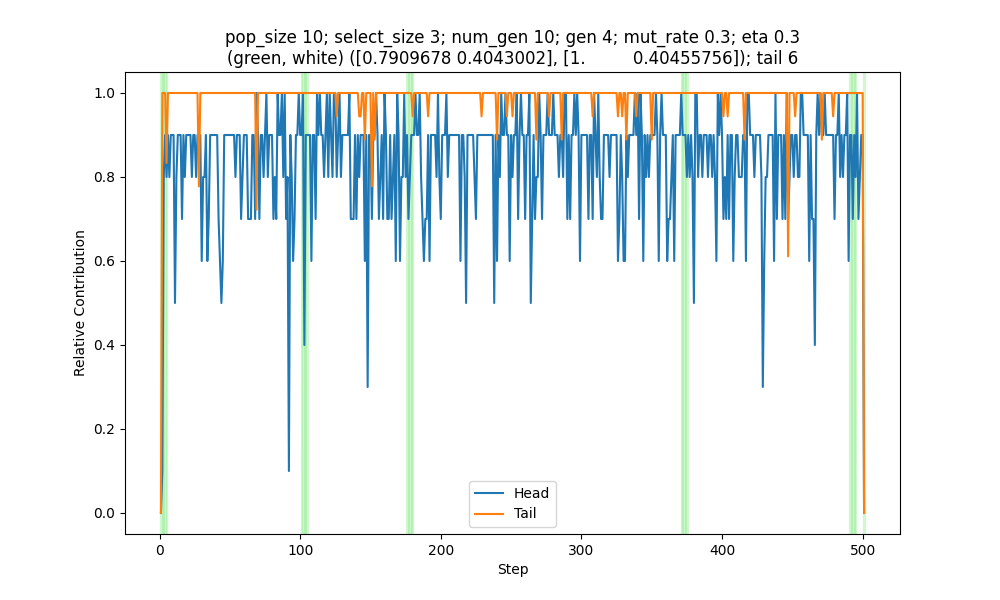 pop_size 10; select_size 3; num_gen 10; gen 4; mut_rate 0.3; eta 0.3
(green, white) ([0.7909678 0.4043002], [1. 0.40455756]); tail 6
Relative Contribution
1.0
0.8
0.6
0.4
0.2
0.0
Head
Tail
0 100 200 300 400 500
Step